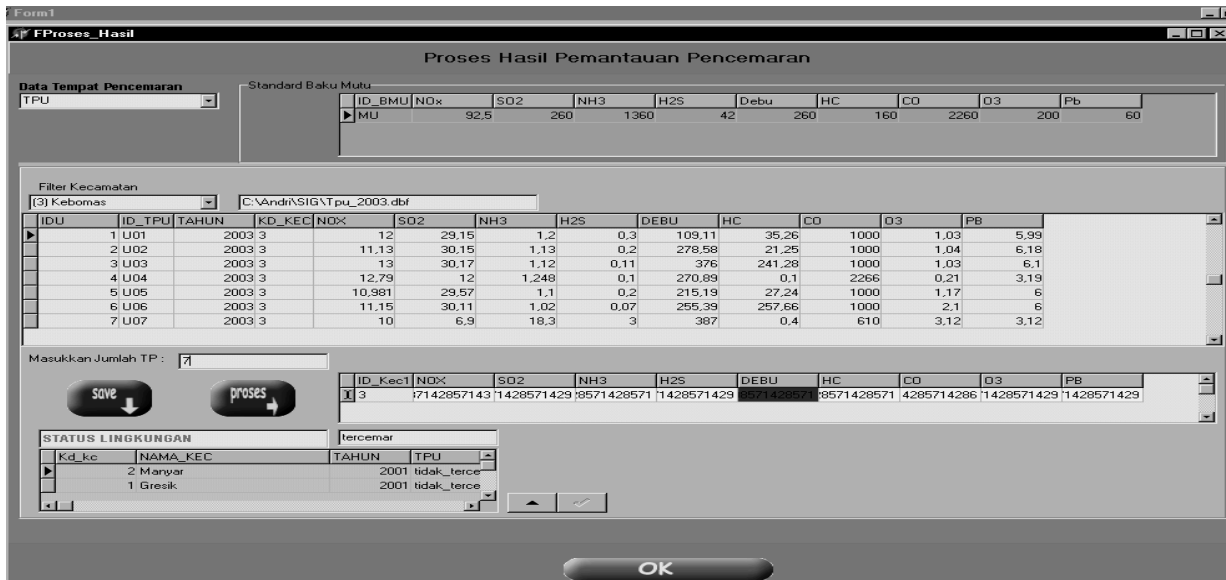 Form1
FProses_Hasil
Proses Hasil Pemantauan Pencemaran
Data Tempat Pencemaran
TPU
Standard Baku Mutu
ID_BMU NOx SO2 NH3 H2S Debu HC CO O3 Pb
MU 92,5 260 1360 42 260 160 2260 200 60
Filter Kecamatan
(3) Kebomas C:\Andri\SIG\Tpu_2003.dbf
IDU ID_TPU TAHUN KD_KEC NOX SO2 NH3 H2S DEBU HC CO O3 PB
1 U01 2003 3 12 29,15 1,2 0,3 109,11 35,26 1000 1,03 5,99
2 U02 2003 3 11,13 30,15 1,13 0,2 278,58 21,25 1000 1,04 6,18
3 U03 2003 3 13 30,17 1,12 0,11 376 241,28 1000 1,03 6,1
4 U04 2003 3 12,79 12 1,248 0,1 270,89 0,1 2266 0,21 3,19
5 U05 2003 3 10,981 29,57 1,1 0,2 215,19 27,24 1000 1,17 6
6 U06 2003 3 11,15 30,11 1,02 0,07 255,39 257,66 1000 2,1 6
7 U07 2003 3 10 6,9 18,3 3 387 0,4 610 3,12 3,12
Masukkan Jumlah TP : 7
save proses
ID_Kec1 NOX SO2 NH3 H2S DEBU HC CO O3 PB
3 7142857143 1428571429 8571428571 1428571429 8571428571 8571428571 4285714286 1428571429 1428571429
STATUS LINGKUNGAN tercemar
Kd_kc NAMA_KEC TAHUN TPU
2 Manyar 2001 tidak_terce
1 Gresik 2001 tidak_terce
OK